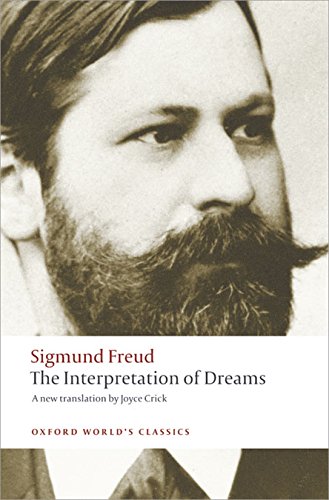 Sigmund Freud
The Interpretation of Dreams
A new translation by Joyce Crick
OXFORD WORLD'S CLASSICS